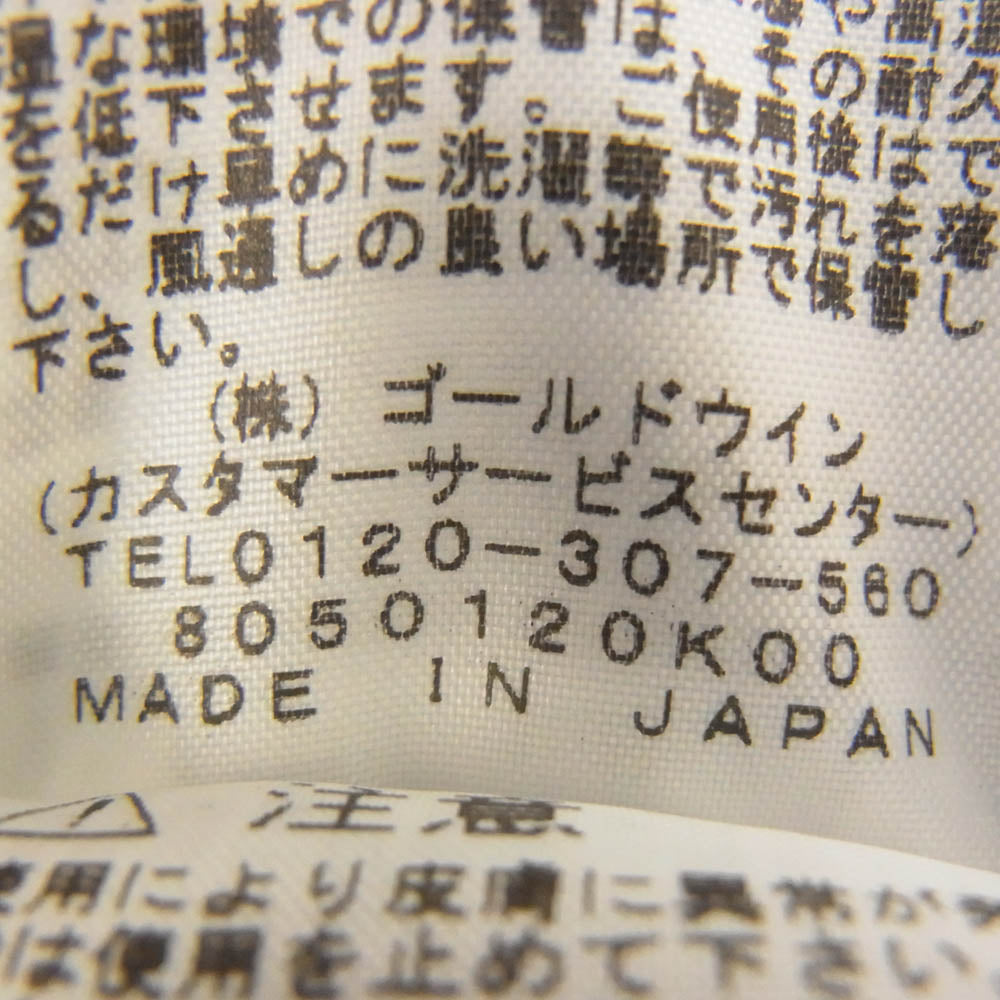 湿や高温
湿な環境での保管は、その耐久
を低下させます。ご使用後はで
るだけ早めに洗濯等で汚れを落
し、風通しの良い場所で保管し
下さい。
(株) ゴールドウイン
(カスタマーサービスセンター)
TEL0120-307-560
8050120K00
MADE IN JAPAN
注意
使用により皮膚に異常が
は使用を止めて下さい。